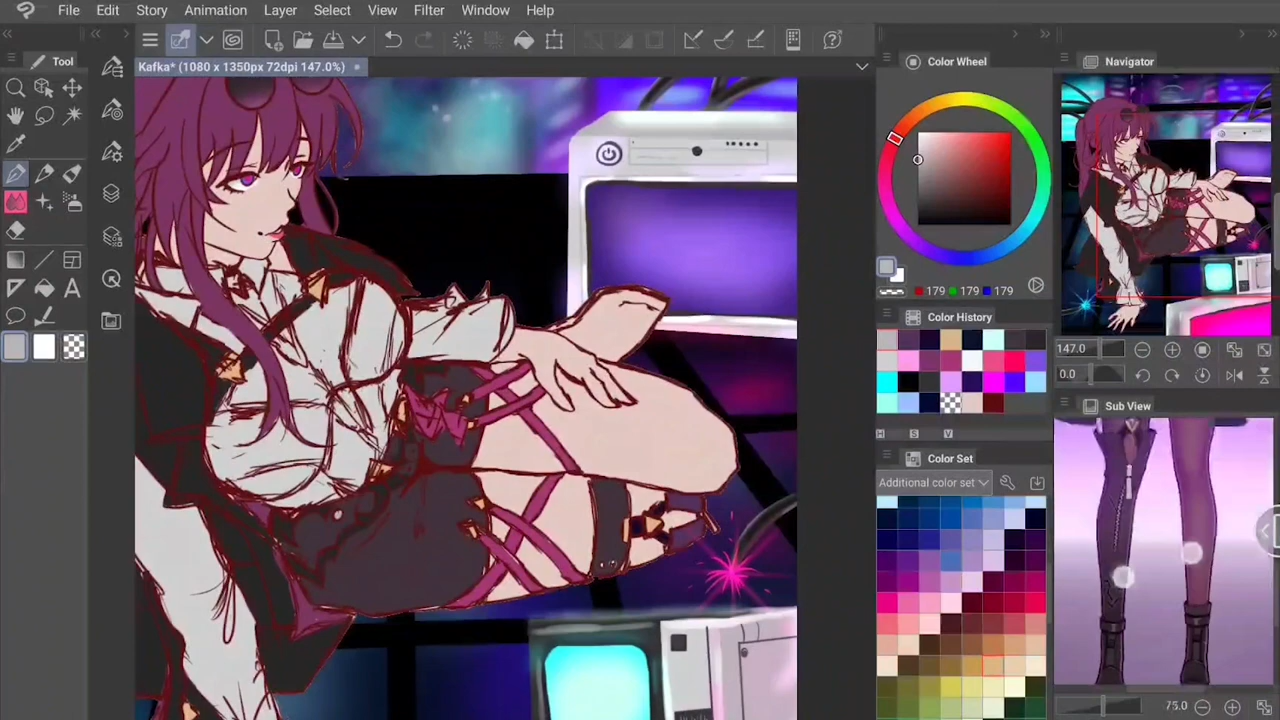 File Edit Story Animation Layer Select View Filter Window Help
Tool
Kafka* (1080 x 1350px 72dpi 147.0%)
Color Wheel
179 179 179
Color History
H S V
Color Set
Additional color set
Navigator
147.0
0.0
Sub View
75.0